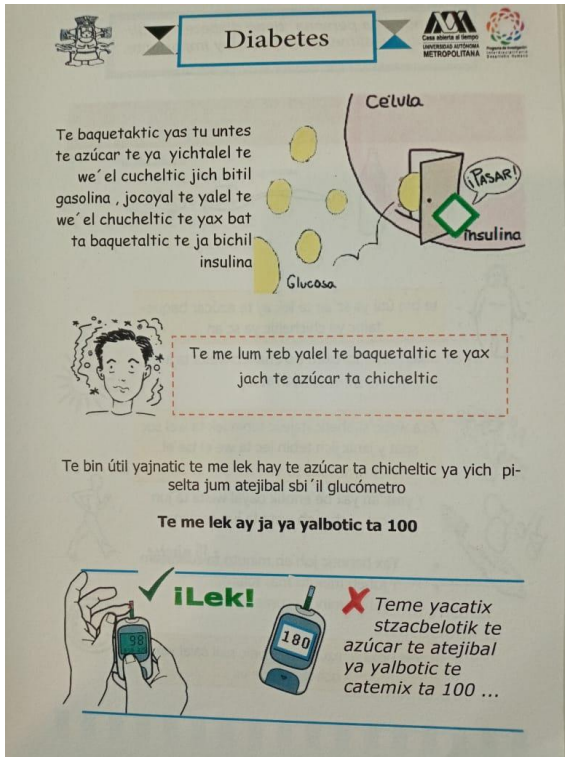 Diabetes
Casa abierta al tiempo
UNIVERSIDAD AUTÓNOMA
METROPOLITANA
Te baquetaktic yas tu untes
te azúcar te ya yichtalel te
we´el cucheltic jich bitil
gasolina , jocoyal te yalel te
we´el chucheltic te yax bat
ta baquetaltic te ja bichil
insulina
Célula
¡PASAR!
insulina
Glucosa
Te me lum teb yalel te baquetaltic te yax
jach te azúcar ta chicheltic
Te bin útil yajnatic te me lek hay te azúcar ta chicheltic ya yich pi-
selta jum atejibal sbi´il glucómetro
Te me lek ay ja ya yalbotic ta 100
98
¡Lek!
180
Teme yacatix
stzacbelotik te
azúcar te atejibal
ya yalbotic te
catemix ta 100 ...